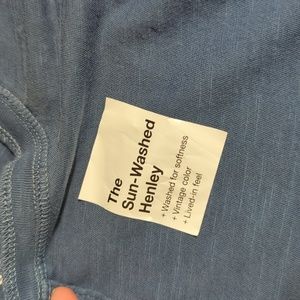 The
Sun-Washed
Henley
+ Washed for softness
+ Vintage color
+ Lived-in feel